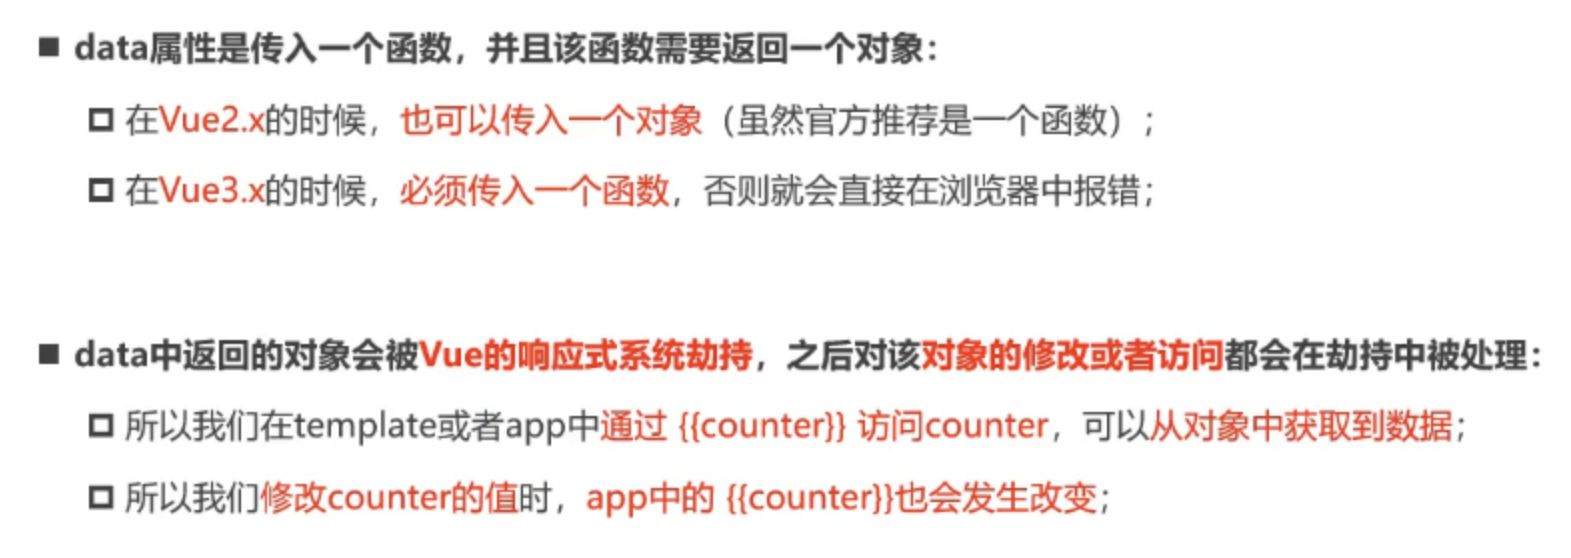 data属性是传入一个函数，并且该函数需要返回一个对象：
在Vue2.x的时候，也可以传入一个对象（虽然官方推荐是一个函数）；
在Vue3.x的时候，必须传入一个函数，否则就会直接在浏览器中报错；
data中返回的对象会被Vue的响应式系统劫持，之后对该对象的修改或者访问都会在劫持中被处理：
所以我们在template或者app中通过 {{counter}} 访问counter，可以从对象中获取到数据；
所以我们修改counter的值时，app中的 {{counter}}也会发生改变；